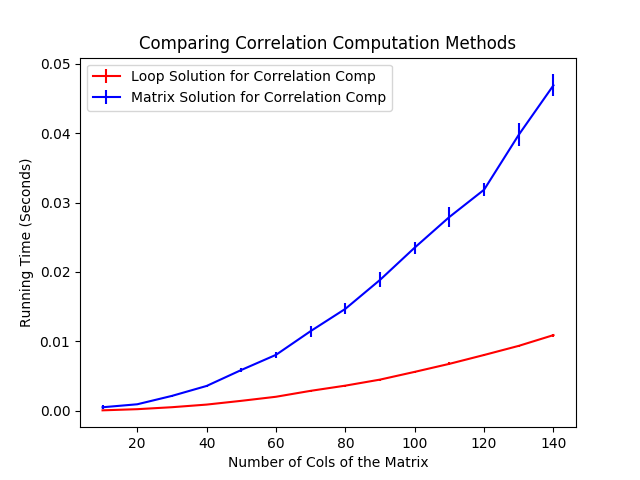 Comparing Correlation Computation Methods
Loop Solution for Correlation Comp
Matrix Solution for Correlation Comp
Running Time (Seconds)
0.05
0.04
0.03
0.02
0.01
0.00
20 40 60 80 100 120 140
Number of Cols of the Matrix